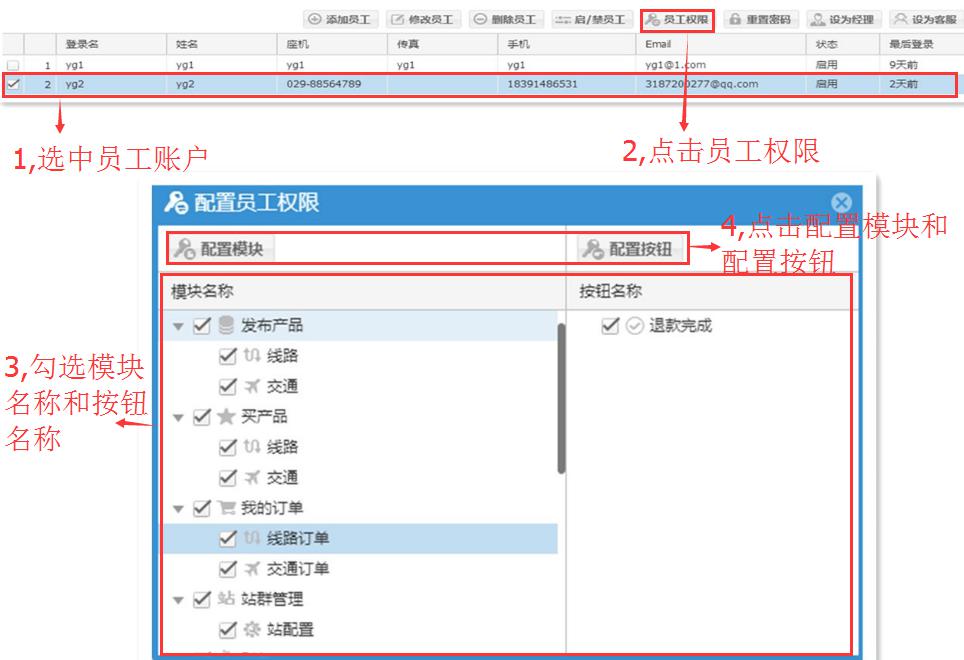 添加员工 修改员工 删除员工 启/禁员工 员工权限 重置密码 设为经理 设为客服
登录名 姓名 座机 传真 手机 Email 状态 最后登录
1 yg1 yg1 yg1 yg1 yg1 yg1@1.com 启用 9天前
2 yg2 yg2 029-88564789 18391486531 3187200277@qq.com 启用 2天前
1,选中员工账户
2,点击员工权限
配置员工权限
配置模块 配置按钮
4,点击配置模块和
配置按钮
模块名称 按钮名称
发布产品 退款完成
线路
交通
3,勾选模块
名称和按钮
名称
买产品
线路
交通
我的订单
线路订单
交通订单
站 站群管理
站配置